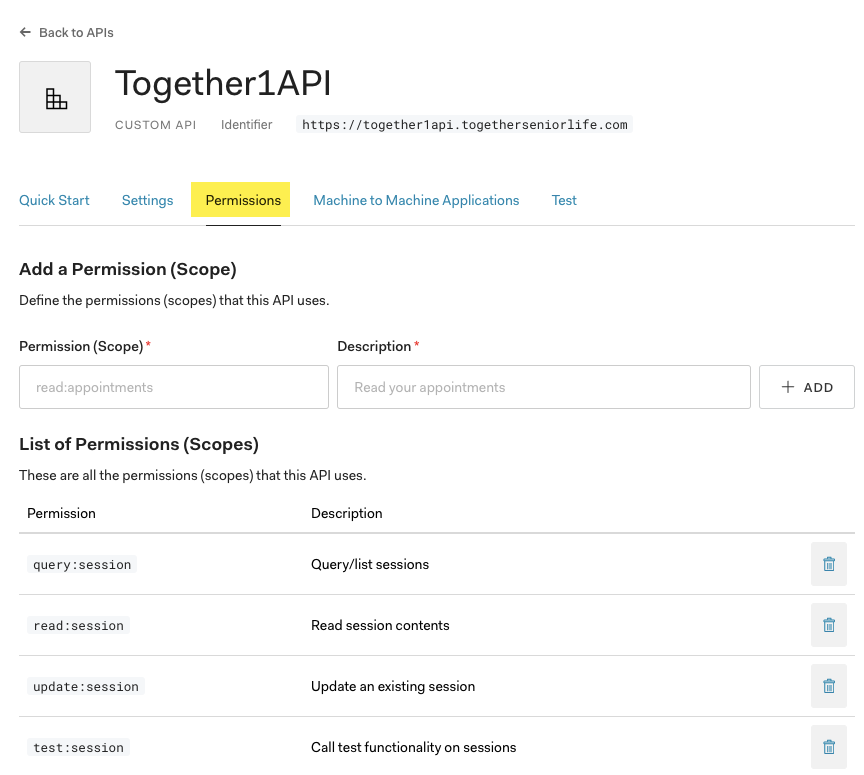 ← Back to APIs
Together1API
CUSTOM API Identifier https://together1api.togetherseniorlife.com
Quick Start Settings Permissions Machine to Machine Applications Test
Add a Permission (Scope)
Define the permissions (scopes) that this API uses.
Permission (Scope) * Description *
read:appointments Read your appointments + ADD
List of Permissions (Scopes)
These are all the permissions (scopes) that this API uses.
Permission Description
query:session Query/list sessions
read:session Read session contents
update:session Update an existing session
test:session Call test functionality on sessions